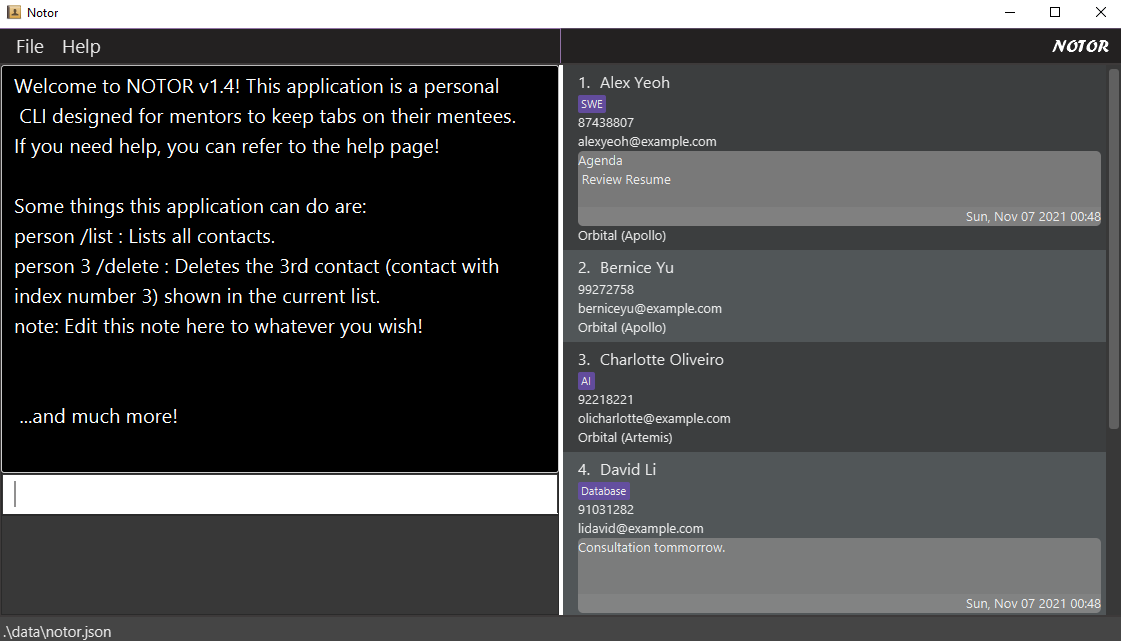 Notor
File Help
NOTOR
Welcome to NOTOR v1.4! This application is a personal
CLI designed for mentors to keep tabs on their mentees.
If you need help, you can refer to the help page!
Some things this application can do are:
person /list : Lists all contacts.
person 3 /delete : Deletes the 3rd contact (contact with
index number 3) shown in the current list.
note: Edit this note here to whatever you wish!
...and much more!
1. Alex Yeoh
SWE
87438807
alexyeoh@example.com
Agenda
Review Resume
Sun, Nov 07 2021 00:48
Orbital (Apollo)
2. Bernice Yu
99272758
berniceyu@example.com
Orbital (Apollo)
3. Charlotte Oliveiro
AI
92218221
olicharlotte@example.com
Orbital (Artemis)
4. David Li
Database
91031282
lidavid@example.com
Consultation tommorrow.
Sun, Nov 07 2021 00:48
.\data\notor.json